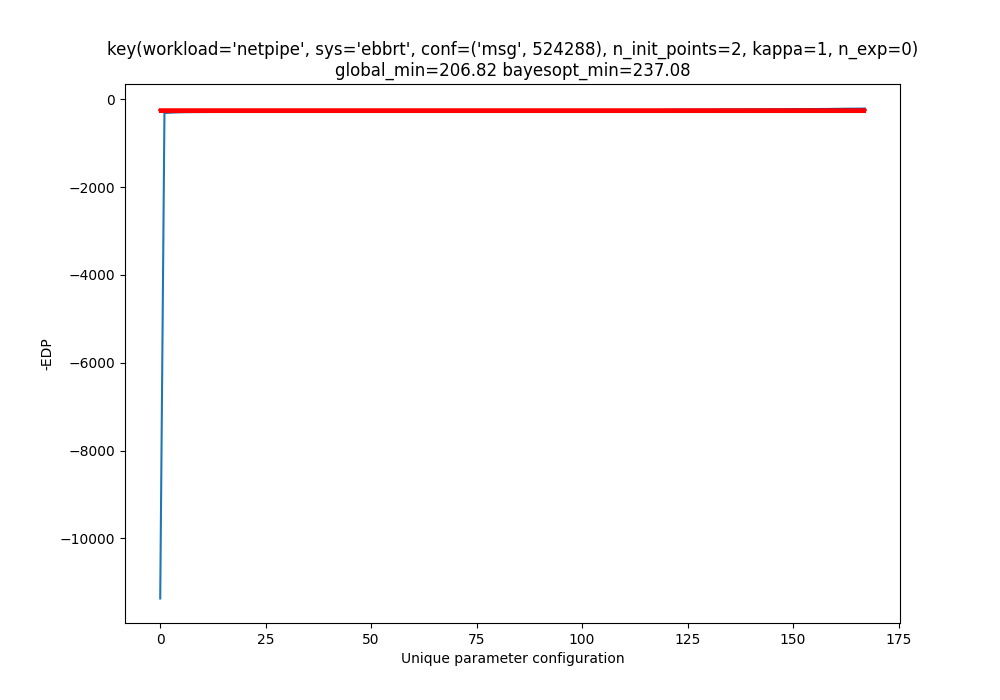 key(workload='netpipe', sys='ebbrt', conf=('msg', 524288), n_init_points=2, kappa=1, n_exp=0)
global_min=206.82 bayesopt_min=237.08
0
−2000
−4000
−6000
−8000
−10000
-EDP
0 25 50 75 100 125 150 175
Unique parameter configuration